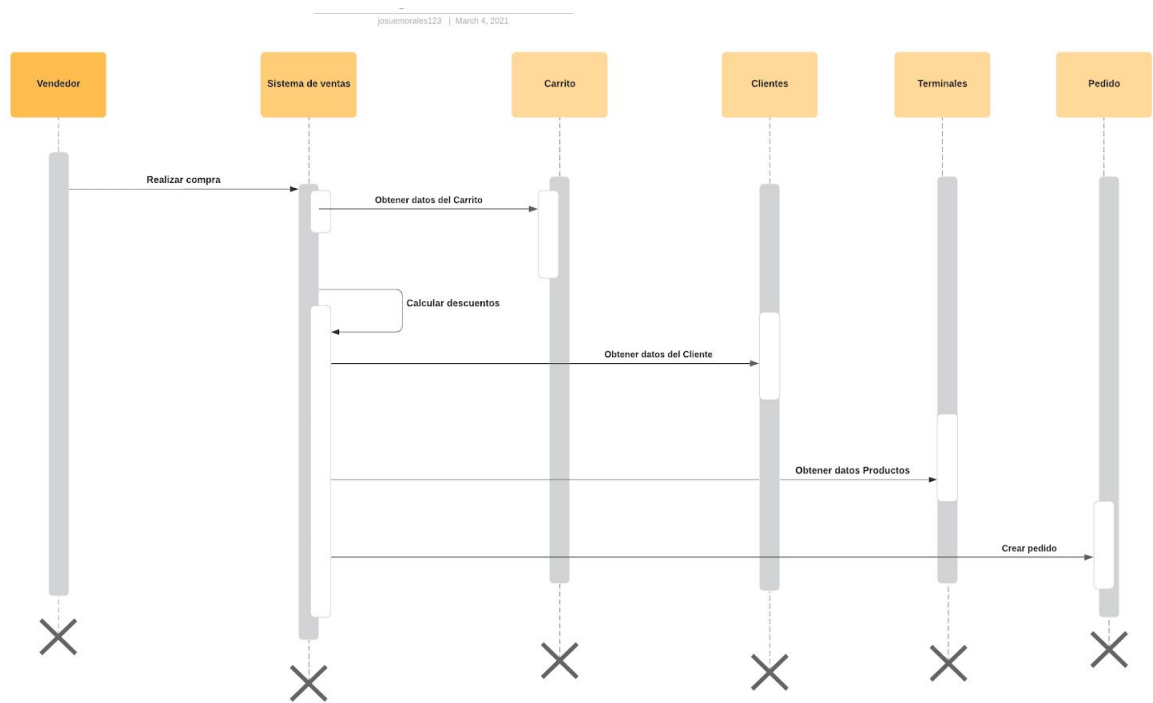 josuemorales123 | March 4, 2021
Vendedor
Sistema de ventas
Carrito
Clientes
Terminales
Pedido
Realizar compra
Obtener datos del Carrito
Calcular descuentos
Obtener datos del Cliente
Obtener datos Productos
Crear pedido